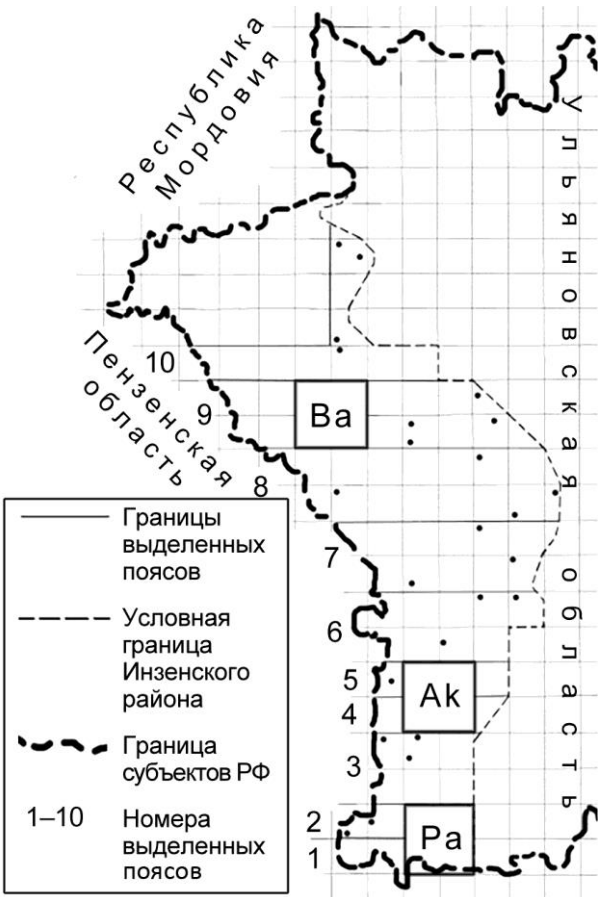 Республика
Мордовия
Ульяновская область
Пензенская
область
10
9
8
7
6
5
4
3
2
1
Ba
Ak
Pa
Границы
выделенных
поясов
Условная
граница
Инзенского
района
Граница
субъектов РФ
1–10
Номера
выделенных
поясов